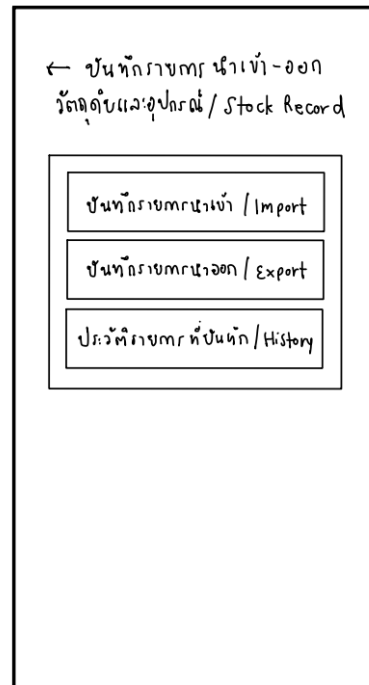 ← บันทึกรายการ นำเข้า-ออก
วัตถุดิบและอุปกรณ์ / Stock Record
บันทึกรายการนำเข้า / Import
บันทึกรายการนำออก / Export
ประวัติรายการ ที่บันทึก / History